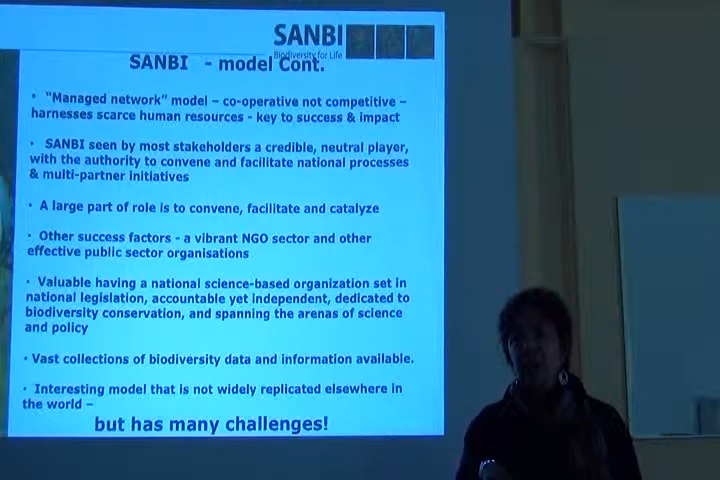 SANBI
Biodiversity for Life
SANBI - model Cont.
· “Managed network” model – co-operative not competitive –
harnesses scarce human resources - key to success & impact
· SANBI seen by most stakeholders a credible, neutral player,
with the authority to convene and facilitate national processes
& multi-partner initiatives
· A large part of role is to convene, facilitate and catalyze
· Other success factors - a vibrant NGO sector and other
effective public sector organisations
· Valuable having a national science-based organization set in
national legislation, accountable yet independent, dedicated to
biodiversity conservation, and spanning the arenas of science
and policy
· Vast collections of biodiversity data and information available.
· Interesting model that is not widely replicated elsewhere in
the world –
but has many challenges!